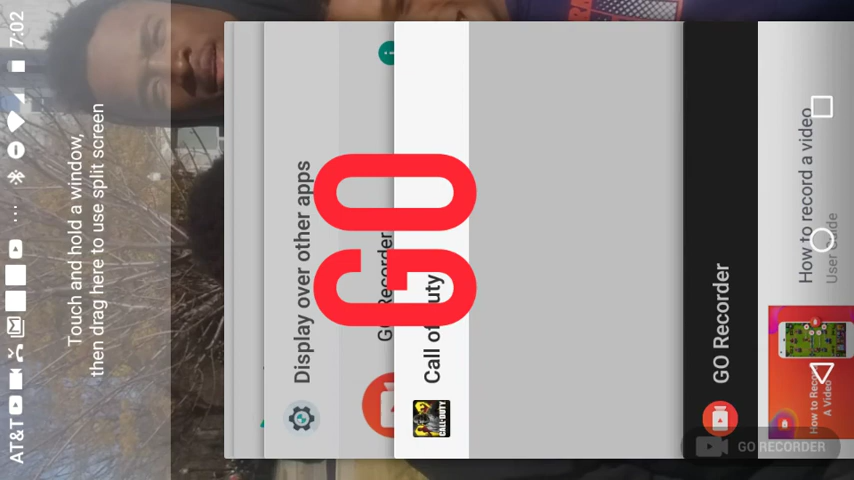 AT&T
7:02
Touch and hold a window,
then drag here to use split screen
Display over other apps
GO Recorder
Call of Duty
CALL·DUTY
GO
GO Recorder
How to record a video
User Guide
How to Record
A Video
GO RECORDER